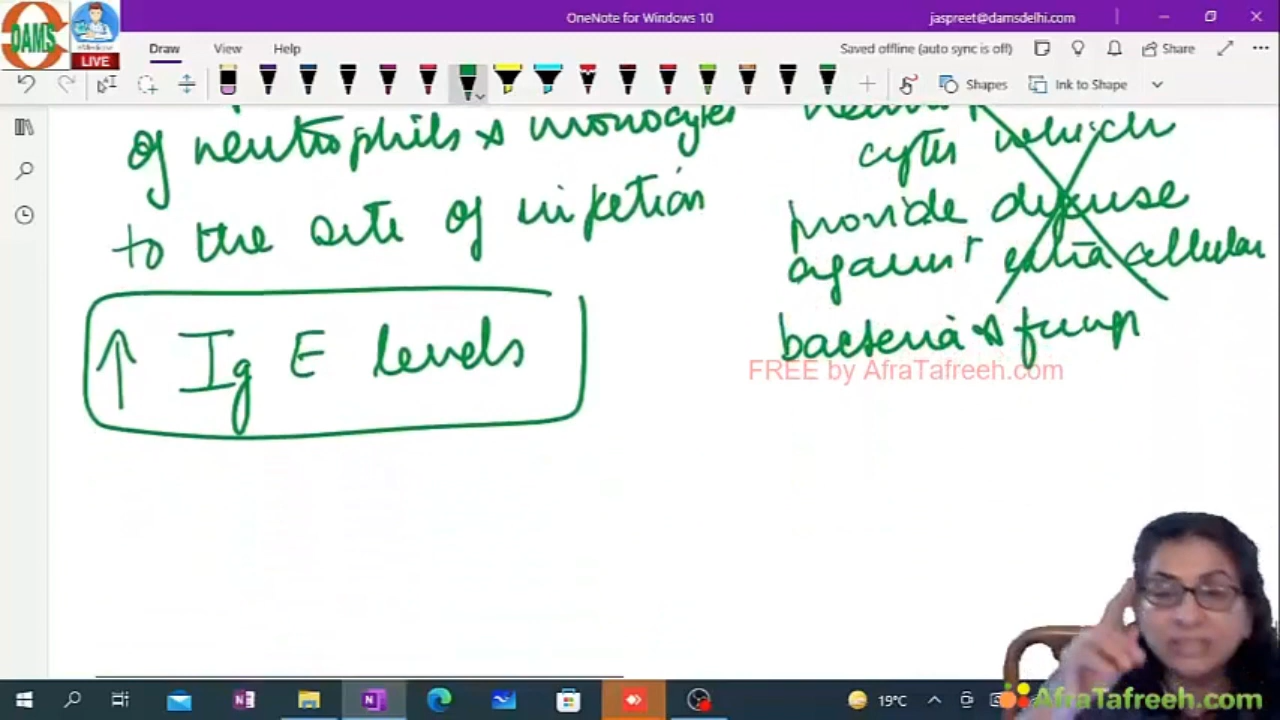 DAMS
eMedicoz
LIVE
OneNote for Windows 10
jaspreet@damsdelhi.com
Draw
View
Help
Saved offline (auto sync is off)
Share
Shapes
Ink to Shape
of neutrophils & monocytes
to the site of infection
↑ Ig E levels
cytes which
provide defense
against extra cellular
bacteria & fungi
FREE by AfraTafreeh.com
19°C
AfraTafreeh.com